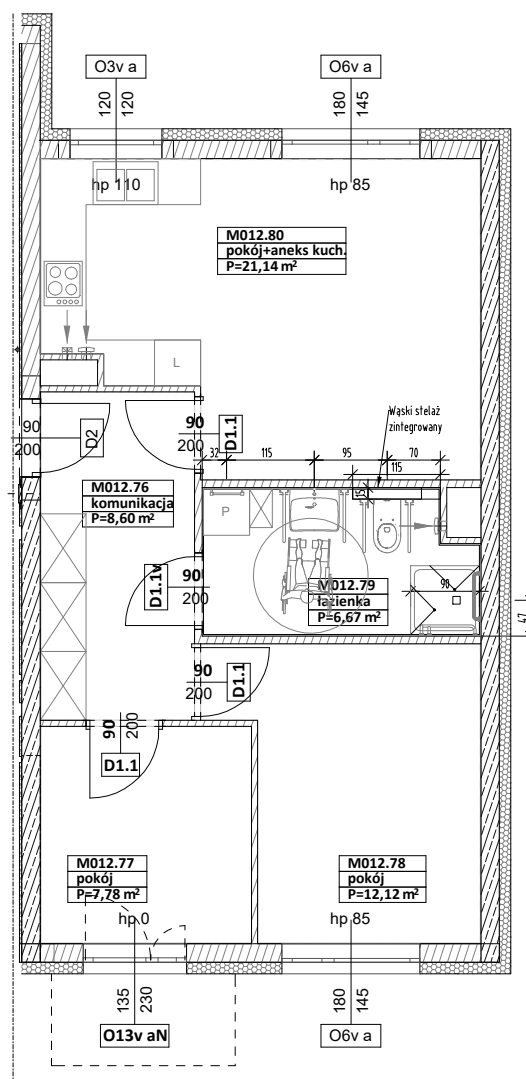 O3v a
O6v a
120
120
180
145
hp 110
hp 85
M012.80
pokój+aneks kuch.
P=21,14 m²
L
90
200
D2
90
200
D1.1
Wąski stelaż
zintegrowany
32
115
95
70
115
15
M012.76
komunikacja
P=8,60 m²
P
90
200
D1.1v
M012.79
łazienka
P=6,67 m²
90
47
90
200
D1.1
90
200
D1.1
M012.77
pokój
P=7,78 m²
hp 0
M012.78
pokój
P=12,12 m²
hp 85
135
230
180
145
O13v aN
O6v a